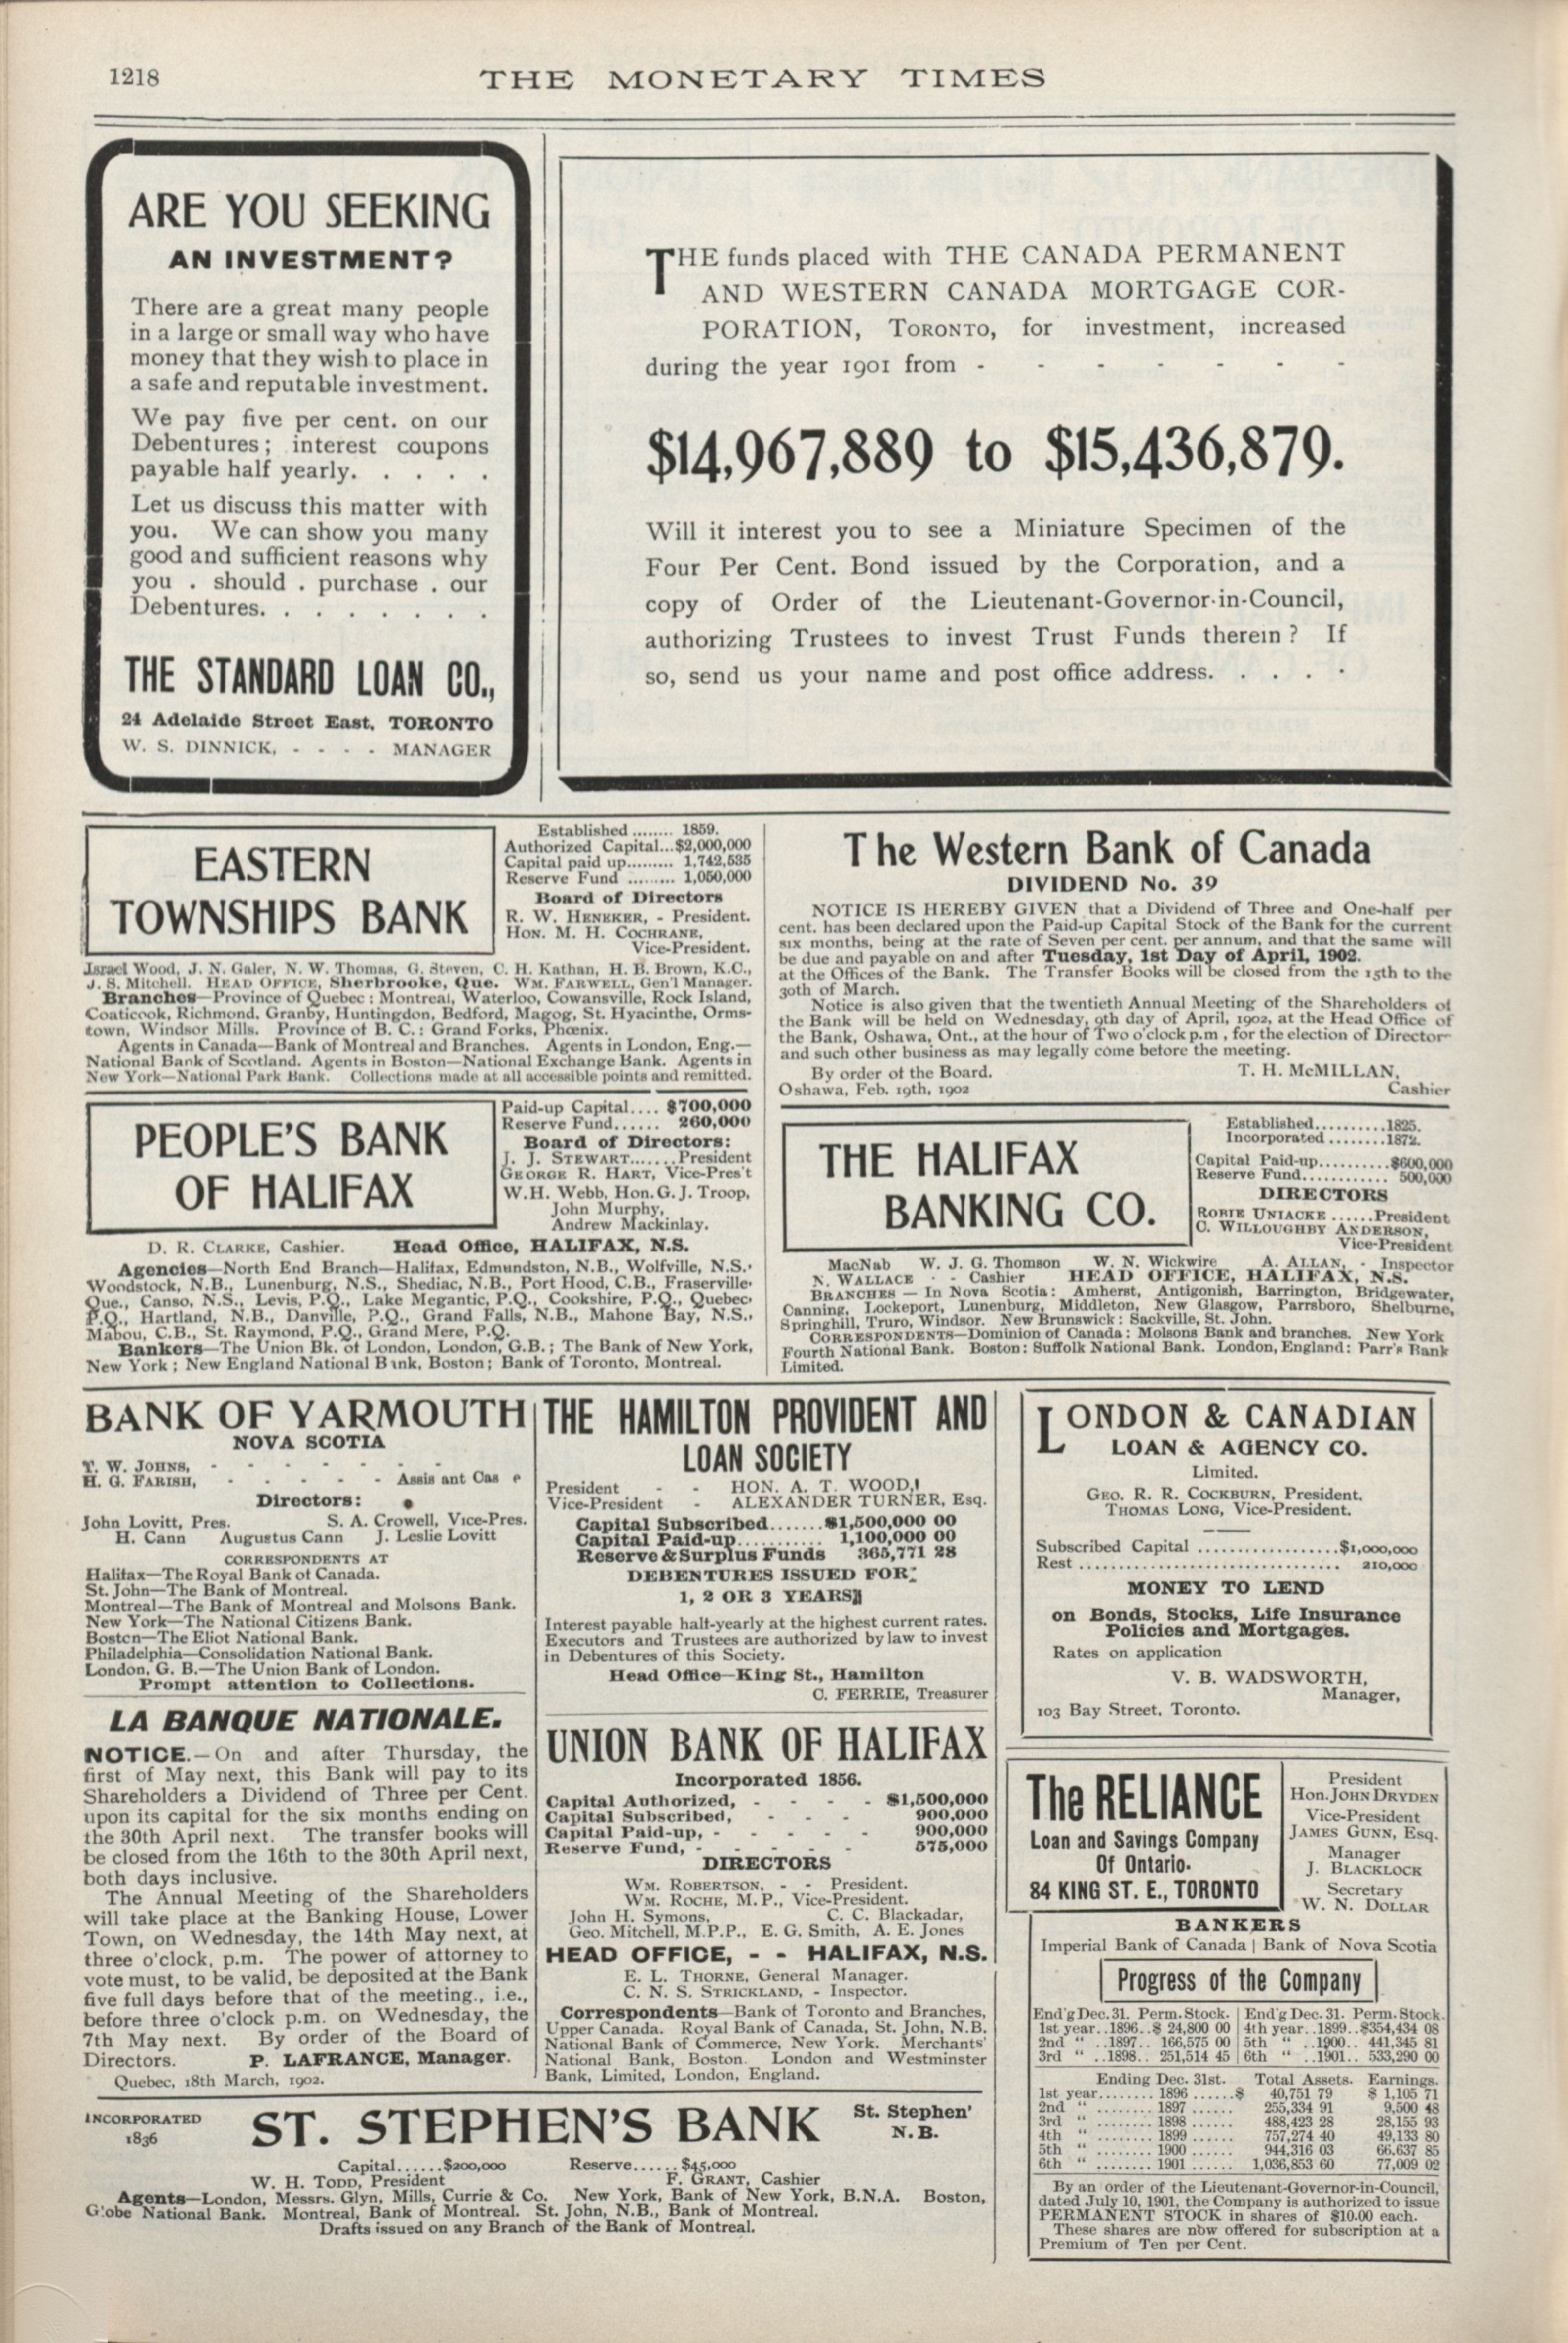 1218
THE MONETARY TIMES
ARE YOU SEEKING
AN INVESTMENT?
There are a great many people
in a large or small way who have
money that they wish to place in
a safe and reputable investment.
We pay five per cent. on our
Debentures; interest coupons
payable half yearly. . . . .
Let us discuss this matter with
you. We can show you many
good and sufficient reasons why
you . should . purchase . our
Debentures. . . . . . . .
THE STANDARD LOAN CO.,
24 Adelaide Street East, TORONTO
W. S. DINNICK, - - - - MANAGER
THE funds placed with THE CANADA PERMANENT
AND WESTERN CANADA MORTGAGE COR-
PORATION, TORONTO, for investment, increased
during the year 1901 from - - - - - - -
$14,967,889 to $15,436,879.
Will it interest you to see a Miniature Specimen of the
Four Per Cent. Bond issued by the Corporation, and a
copy of Order of the Lieutenant-Governor-in-Council,
authorizing Trustees to invest Trust Funds therein? If
so, send us your name and post office address. . . . .
EASTERN
TOWNSHIPS BANK
Established ........ 1859.
Authorized Capital...$2,000,000
Capital paid up......... 1,742,535
Reserve Fund ......... 1,050,000
Board of Directors
R. W. HENEKER, - President.
HON. M. H. COCHRANE,
Vice-President.
Israel Wood, J. N. Galer, N. W. Thomas, G. Steven, C. H. Kathan, H. B. Brown, K.C.,
J. S. Mitchell. HEAD OFFICE, Sherbrooke, Que. WM. FARWELL, Gen'l Manager.
Branches—Province of Quebec: Montreal, Waterloo, Cowansville, Rock Island,
Coaticook, Richmond, Granby, Huntingdon, Bedford, Magog, St. Hyacinthe, Orms-
town, Windsor Mills. Province of B. C.: Grand Forks, Phœnix.
Agents in Canada—Bank of Montreal and Branches. Agents in London, Eng.—
National Bank of Scotland. Agents in Boston—National Exchange Bank. Agents in
New York—National Park Bank. Collections made at all accessible points and remitted.
The Western Bank of Canada
DIVIDEND No. 39
NOTICE IS HEREBY GIVEN that a Dividend of Three and One-half per
cent. has been declared upon the Paid-up Capital Stock of the Bank for the current
six months, being at the rate of Seven per cent. per annum, and that the same will
be due and payable on and after Tuesday, 1st Day of April, 1902.
at the Offices of the Bank. The Transfer Books will be closed from the 15th to the
30th of March.
Notice is also given that the twentieth Annual Meeting of the Shareholders of
the Bank will be held on Wednesday, 9th day of April, 1902, at the Head Office of
the Bank, Oshawa, Ont., at the hour of Two o'clock p.m , for the election of Director-
and such other business as may legally come before the meeting.
By order of the Board. T. H. McMILLAN,
Oshawa, Feb. 19th, 1902 Cashier
PEOPLE'S BANK
OF HALIFAX
Paid-up Capital.... $700,000
Reserve Fund...... 260,000
Board of Directors:
J. J. STEWART.......President
GEORGE R. HART, Vice-Pres't
W.H. Webb, Hon. G. J. Troop,
John Murphy,
Andrew Mackinlay.
D. R. CLARKE, Cashier. Head Office, HALIFAX, N.S.
Agencies—North End Branch—Halifax, Edmundston, N.B., Wolfville, N.S.,
Woodstock, N.B., Lunenburg, N.S., Shediac, N.B., Port Hood, C.B., Fraserville,
Que., Canso, N.S., Levis, P.Q., Lake Megantic, P.Q., Cookshire, P.Q., Quebec,
P.Q., Hartland, N.B., Danville, P.Q., Grand Falls, N.B., Mahone Bay, N.S.,
Mabou, C.B., St. Raymond, P.Q., Grand Mere, P.Q.
Bankers—The Union Bk. of London, London, G.B.; The Bank of New York,
New York; New England National Bank, Boston; Bank of Toronto, Montreal.
THE HALIFAX
BANKING CO.
Established..........1825.
Incorporated ........1872.
Capital Paid-up..........$600,000
Reserve Fund............ 500,000
DIRECTORS
ROBIE UNIACKE ......President
C. WILLOUGHBY ANDERSON,
Vice-President
MacNab W. J. G. Thomson W. N. Wickwire A. ALLAN, - Inspector
N. WALLACE - - Cashier HEAD OFFICE, HALIFAX, N.S.
BRANCHES — In Nova Scotia: Amherst, Antigonish, Barrington, Bridgewater,
Canning, Lockeport, Lunenburg, Middleton, New Glasgow, Parrsboro, Shelburne,
Springhill, Truro, Windsor. New Brunswick: Sackville, St. John.
CORRESPONDENTS—Dominion of Canada: Molsons Bank and branches. New York
Fourth National Bank. Boston: Suffolk National Bank. London, England: Parr's Bank
Limited.
BANK OF YARMOUTH
NOVA SCOTIA
T. W. JOHNS, - - - - - -
H. G. FARISH, - - - - - Assis ant Cas e
Directors:
John Lovitt, Pres. S. A. Crowell, Vice-Pres.
H. Cann Augustus Cann J. Leslie Lovitt
CORRESPONDENTS AT
Halifax—The Royal Bank of Canada.
St. John—The Bank of Montreal.
Montreal—The Bank of Montreal and Molsons Bank.
New York—The National Citizens Bank.
Boston—The Eliot National Bank.
Philadelphia—Consolidation National Bank.
London, G. B.—The Union Bank of London.
Prompt attention to Collections.
LA BANQUE NATIONALE.
NOTICE.—On and after Thursday, the
first of May next, this Bank will pay to its
Shareholders a Dividend of Three per Cent.
upon its capital for the six months ending on
the 30th April next. The transfer books will
be closed from the 16th to the 30th April next,
both days inclusive.
The Annual Meeting of the Shareholders
will take place at the Banking House, Lower
Town, on Wednesday, the 14th May next, at
three o'clock, p.m. The power of attorney to
vote must, to be valid, be deposited at the Bank
five full days before that of the meeting., i.e.,
before three o'clock p.m. on Wednesday, the
7th May next. By order of the Board of
Directors. P. LAFRANCE, Manager.
Quebec, 18th March, 1902.
THE HAMILTON PROVIDENT AND
LOAN SOCIETY
President - - HON. A. T. WOOD,
Vice-President - ALEXANDER TURNER, Esq.
Capital Subscribed.......$1,500,000 00
Capital Paid-up........... 1,100,000 00
Reserve & Surplus Funds 365,771 28
DEBENTURES ISSUED FOR
1, 2 OR 3 YEARS
Interest payable half-yearly at the highest current rates.
Executors and Trustees are authorized by law to invest
in Debentures of this Society.
Head Office—King St., Hamilton
C. FERRIE, Treasurer
UNION BANK OF HALIFAX
Incorporated 1856.
Capital Authorized, - - - - $1,500,000
Capital Subscribed, - - - 900,000
Capital Paid-up, - - - - - 900,000
Reserve Fund, - - - - - 575,000
DIRECTORS
WM. ROBERTSON, - - President.
WM. ROCHE, M.P., Vice-President.
John H. Symons, C. C. Blackadar,
Geo. Mitchell, M.P.P., E. G. Smith, A. E. Jones
HEAD OFFICE, - - HALIFAX, N.S.
E. L. THORNE, General Manager.
C. N. S. STRICKLAND, - Inspector.
Correspondents—Bank of Toronto and Branches,
Upper Canada. Royal Bank of Canada, St. John, N.B.
National Bank of Commerce, New York. Merchants'
National Bank, Boston. London and Westminster
Bank, Limited, London, England.
LONDON & CANADIAN
LOAN & AGENCY CO.
Limited.
GEO. R. R. COCKBURN, President.
THOMAS LONG, Vice-President.
Subscribed Capital ..................$1,000,000
Rest ................................. 210,000
MONEY TO LEND
on Bonds, Stocks, Life Insurance
Policies and Mortgages.
Rates on application
V. B. WADSWORTH,
Manager,
103 Bay Street, Toronto.
The RELIANCE
Loan and Savings Company
Of Ontario.
84 KING ST. E., TORONTO
President
Hon. JOHN DRYDEN
Vice-President
JAMES GUNN, Esq.
Manager
J. BLACKLOCK
Secretary
W. N. DOLLAR
BANKERS
Imperial Bank of Canada | Bank of Nova Scotia
Progress of the Company
End'g Dec. 31. Perm. Stock. End'g Dec. 31. Perm. Stock.
1st year..1896..$ 24,800 00 4th year..1899..$354,434 08
2nd " ..1897.. 166,575 00 5th " ..1900.. 441,345 81
3rd " ..1898.. 251,514 45 6th " ..1901.. 533,290 00
Ending Dec. 31st. Total Assets. Earnings.
1st year........ 1896 ......$ 40,751 79 $ 1,105 71
2nd " ........ 1897 ...... 255,334 91 9,500 48
3rd " ........ 1898 ...... 488,423 28 28,155 93
4th " ........ 1899 ...... 757,274 40 49,133 80
5th " ........ 1900 ...... 944,316 03 66,637 85
6th " ........ 1901 ...... 1,036,853 60 77,009 02
By an order of the Lieutenant-Governor-in-Council,
dated July 10, 1901, the Company is authorized to issue
PERMANENT STOCK in shares of $10.00 each.
These shares are now offered for subscription at a
Premium of Ten per Cent.
INCORPORATED
1836
ST. STEPHEN'S BANK
St. Stephen'
N. B.
Capital......$200,000 Reserve......$45,000
W. H. TODD, President F. GRANT, Cashier
Agents—London, Messrs. Glyn, Mills, Currie & Co. New York, Bank of New York, B.N.A. Boston,
Globe National Bank. Montreal, Bank of Montreal. St. John, N.B., Bank of Montreal.
Drafts issued on any Branch of the Bank of Montreal.